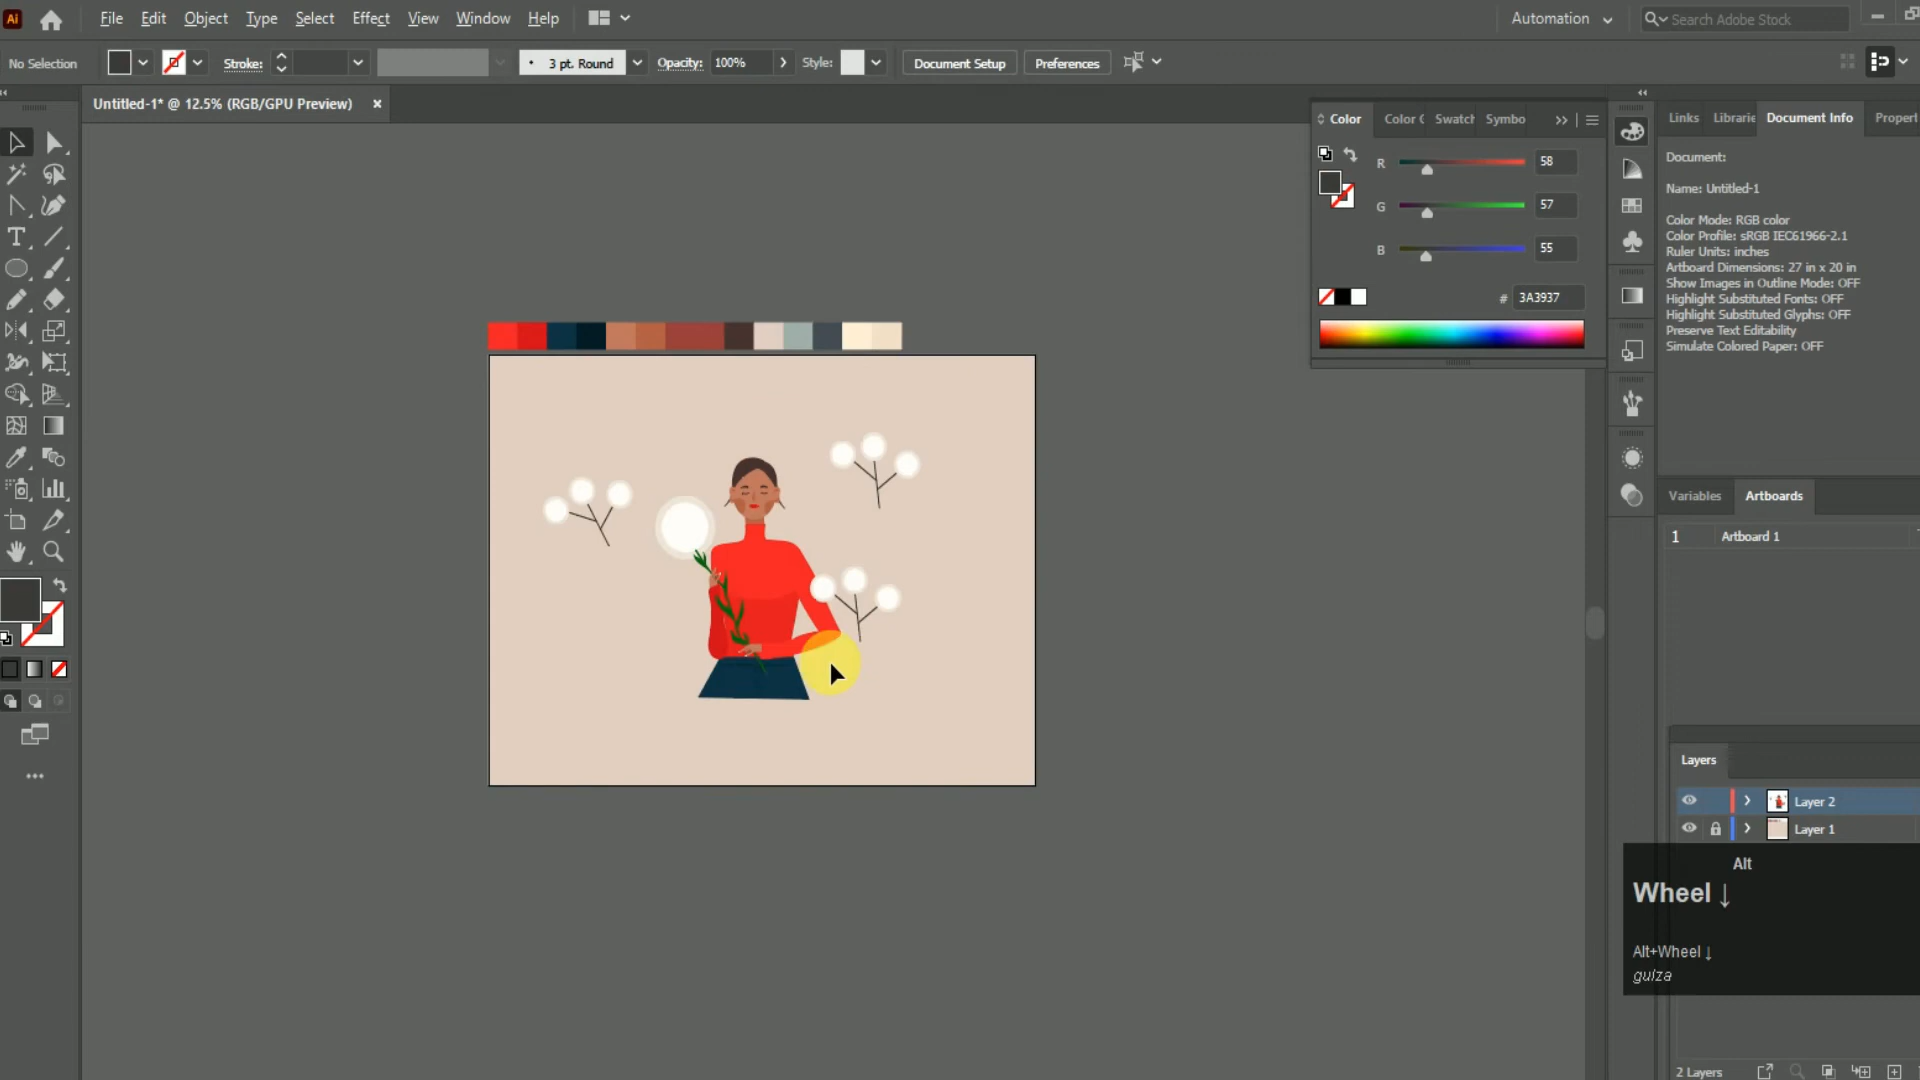 Ai File Edit Object Type Select Effect View Window Help Automation Search Adobe Stock
No Selection Stroke: 3 pt. Round Opacity: 100% Style: Document Setup Preferences
Untitled-1* @ 12.5% (RGB/GPU Preview) ×
Color Color Swatch Symbo
R 58
G 57
B 55
# 3A3937
Links Librarie Document Info Propert
Document:
Name: Untitled-1
Color Mode: RGB color
Color Profile: sRGB IEC61966-2.1
Ruler Units: inches
Artboard Dimensions: 27 in x 20 in
Show Images in Outline Mode: OFF
Highlight Substituted Fonts: OFF
Highlight Substituted Glyphs: OFF
Preserve Text Editability
Simulate Colored Paper: OFF
Variables Artboards
1 Artboard 1
Layers
Layer 2
Layer 1
Alt
Wheel ↓
Alt+Wheel ↓
gulza
2 Layers